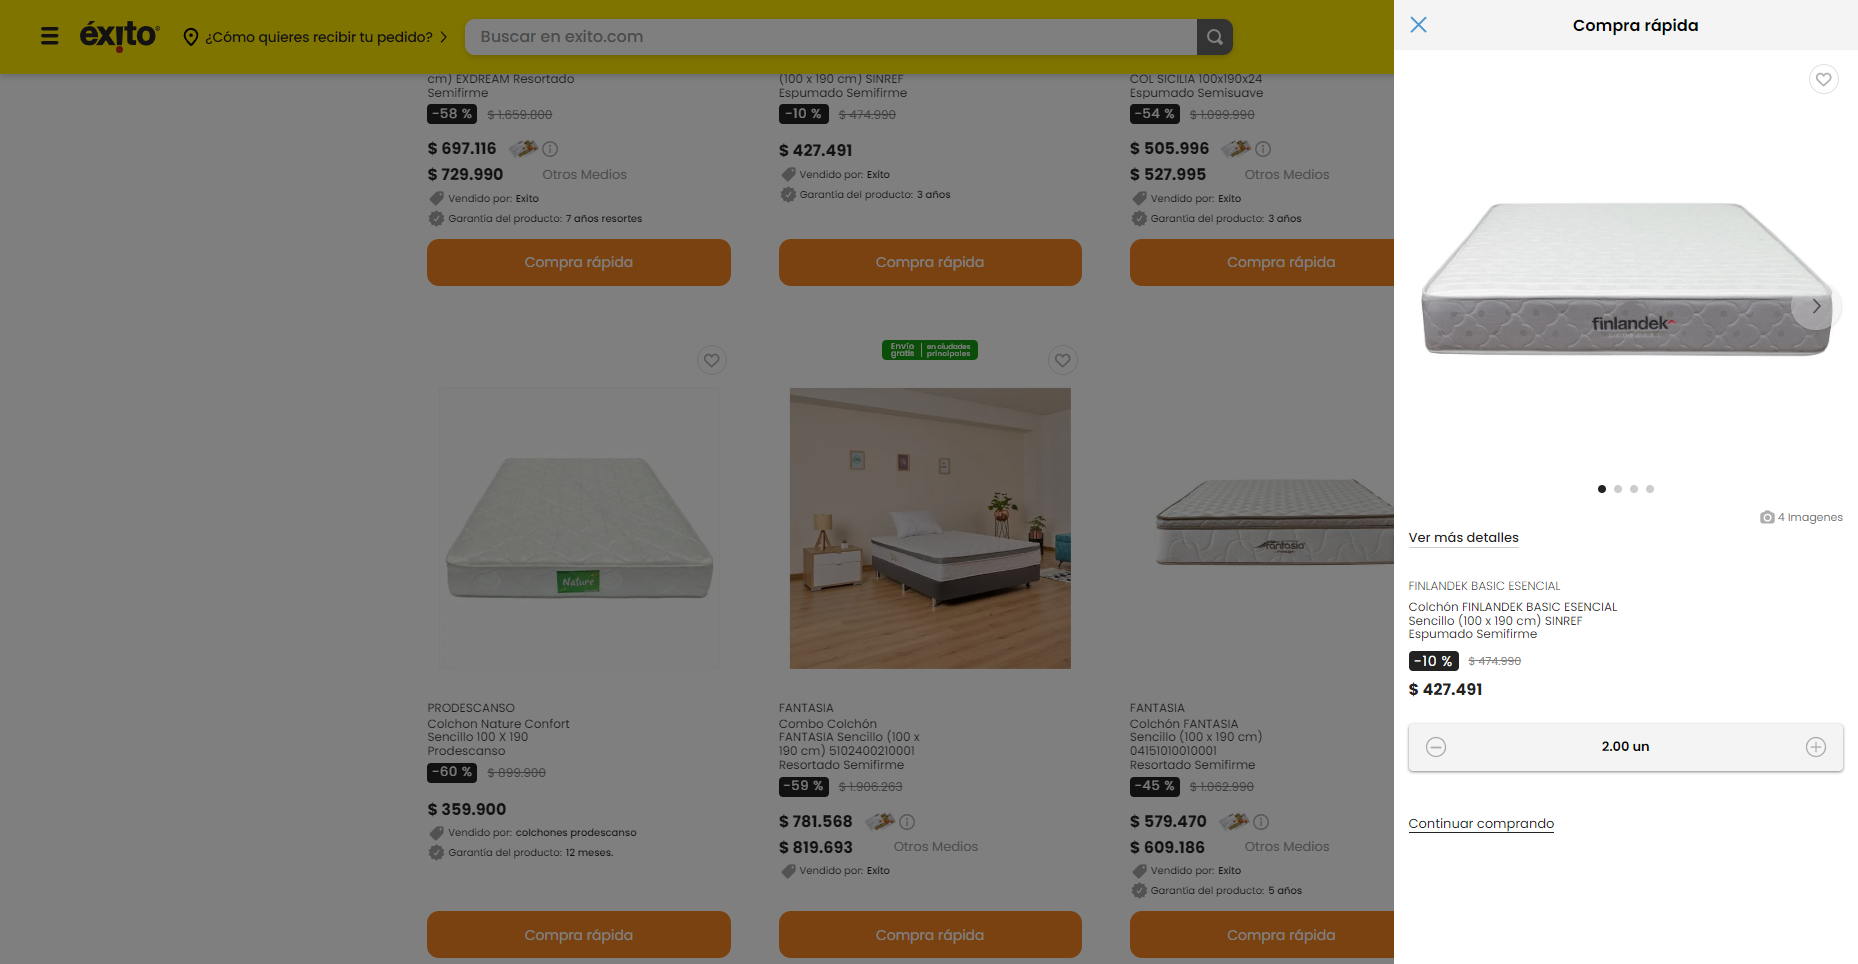 éxito
¿Cómo quieres recibir tu pedido?
Buscar en exito.com
cm) EXDREAM Resortado
Semifirme
-58 % $ 1.659.800
$ 697.116
$ 729.990 Otros Medios
Vendido por: Exito
Garantía del producto: 7 años resortes
Compra rápida
(100 x 190 cm) SINREF
Espumado Semifirme
-10 % $ 474.990
$ 427.491
Vendido por: Exito
Garantía del producto: 3 años
Compra rápida
COL SICILIA 100x190x24
Espumado Semisuave
-54 % $ 1.099.990
$ 505.996
$ 527.995 Otros Medios
Vendido por: Exito
Garantía del producto: 3 años
Compra rápida
Nature
PRODESCANSO
Colchon Nature Confort
Sencillo 100 X 190
Prodescanso
-60 % $ 899.900
$ 359.900
Vendido por: colchones prodescanso
Garantía del producto: 12 meses.
Compra rápida
Envío
gratis
en ciudades
principales
FANTASIA
Combo Colchón
FANTASIA Sencillo (100 x
190 cm) 5102400210001
Resortado Semifirme
-59 % $ 1.906.263
$ 781.568
$ 819.693 Otros Medios
Vendido por: Exito
Compra rápida
Fantasia
FANTASIA
Colchón FANTASIA
Sencillo (100 x 190 cm)
04151010010001
Resortado Semifirme
-45 % $ 1.062.990
$ 579.470
$ 609.186 Otros Medios
Vendido por: Exito
Garantía del producto: 5 años
Compra rápida
Compra rápida
finlandek
4 Imagenes
Ver más detalles
FINLANDEK BASIC ESENCIAL
Colchón FINLANDEK BASIC ESENCIAL
Sencillo (100 x 190 cm) SINREF
Espumado Semifirme
-10 % $ 474.990
$ 427.491
2.00 un
Continuar comprando